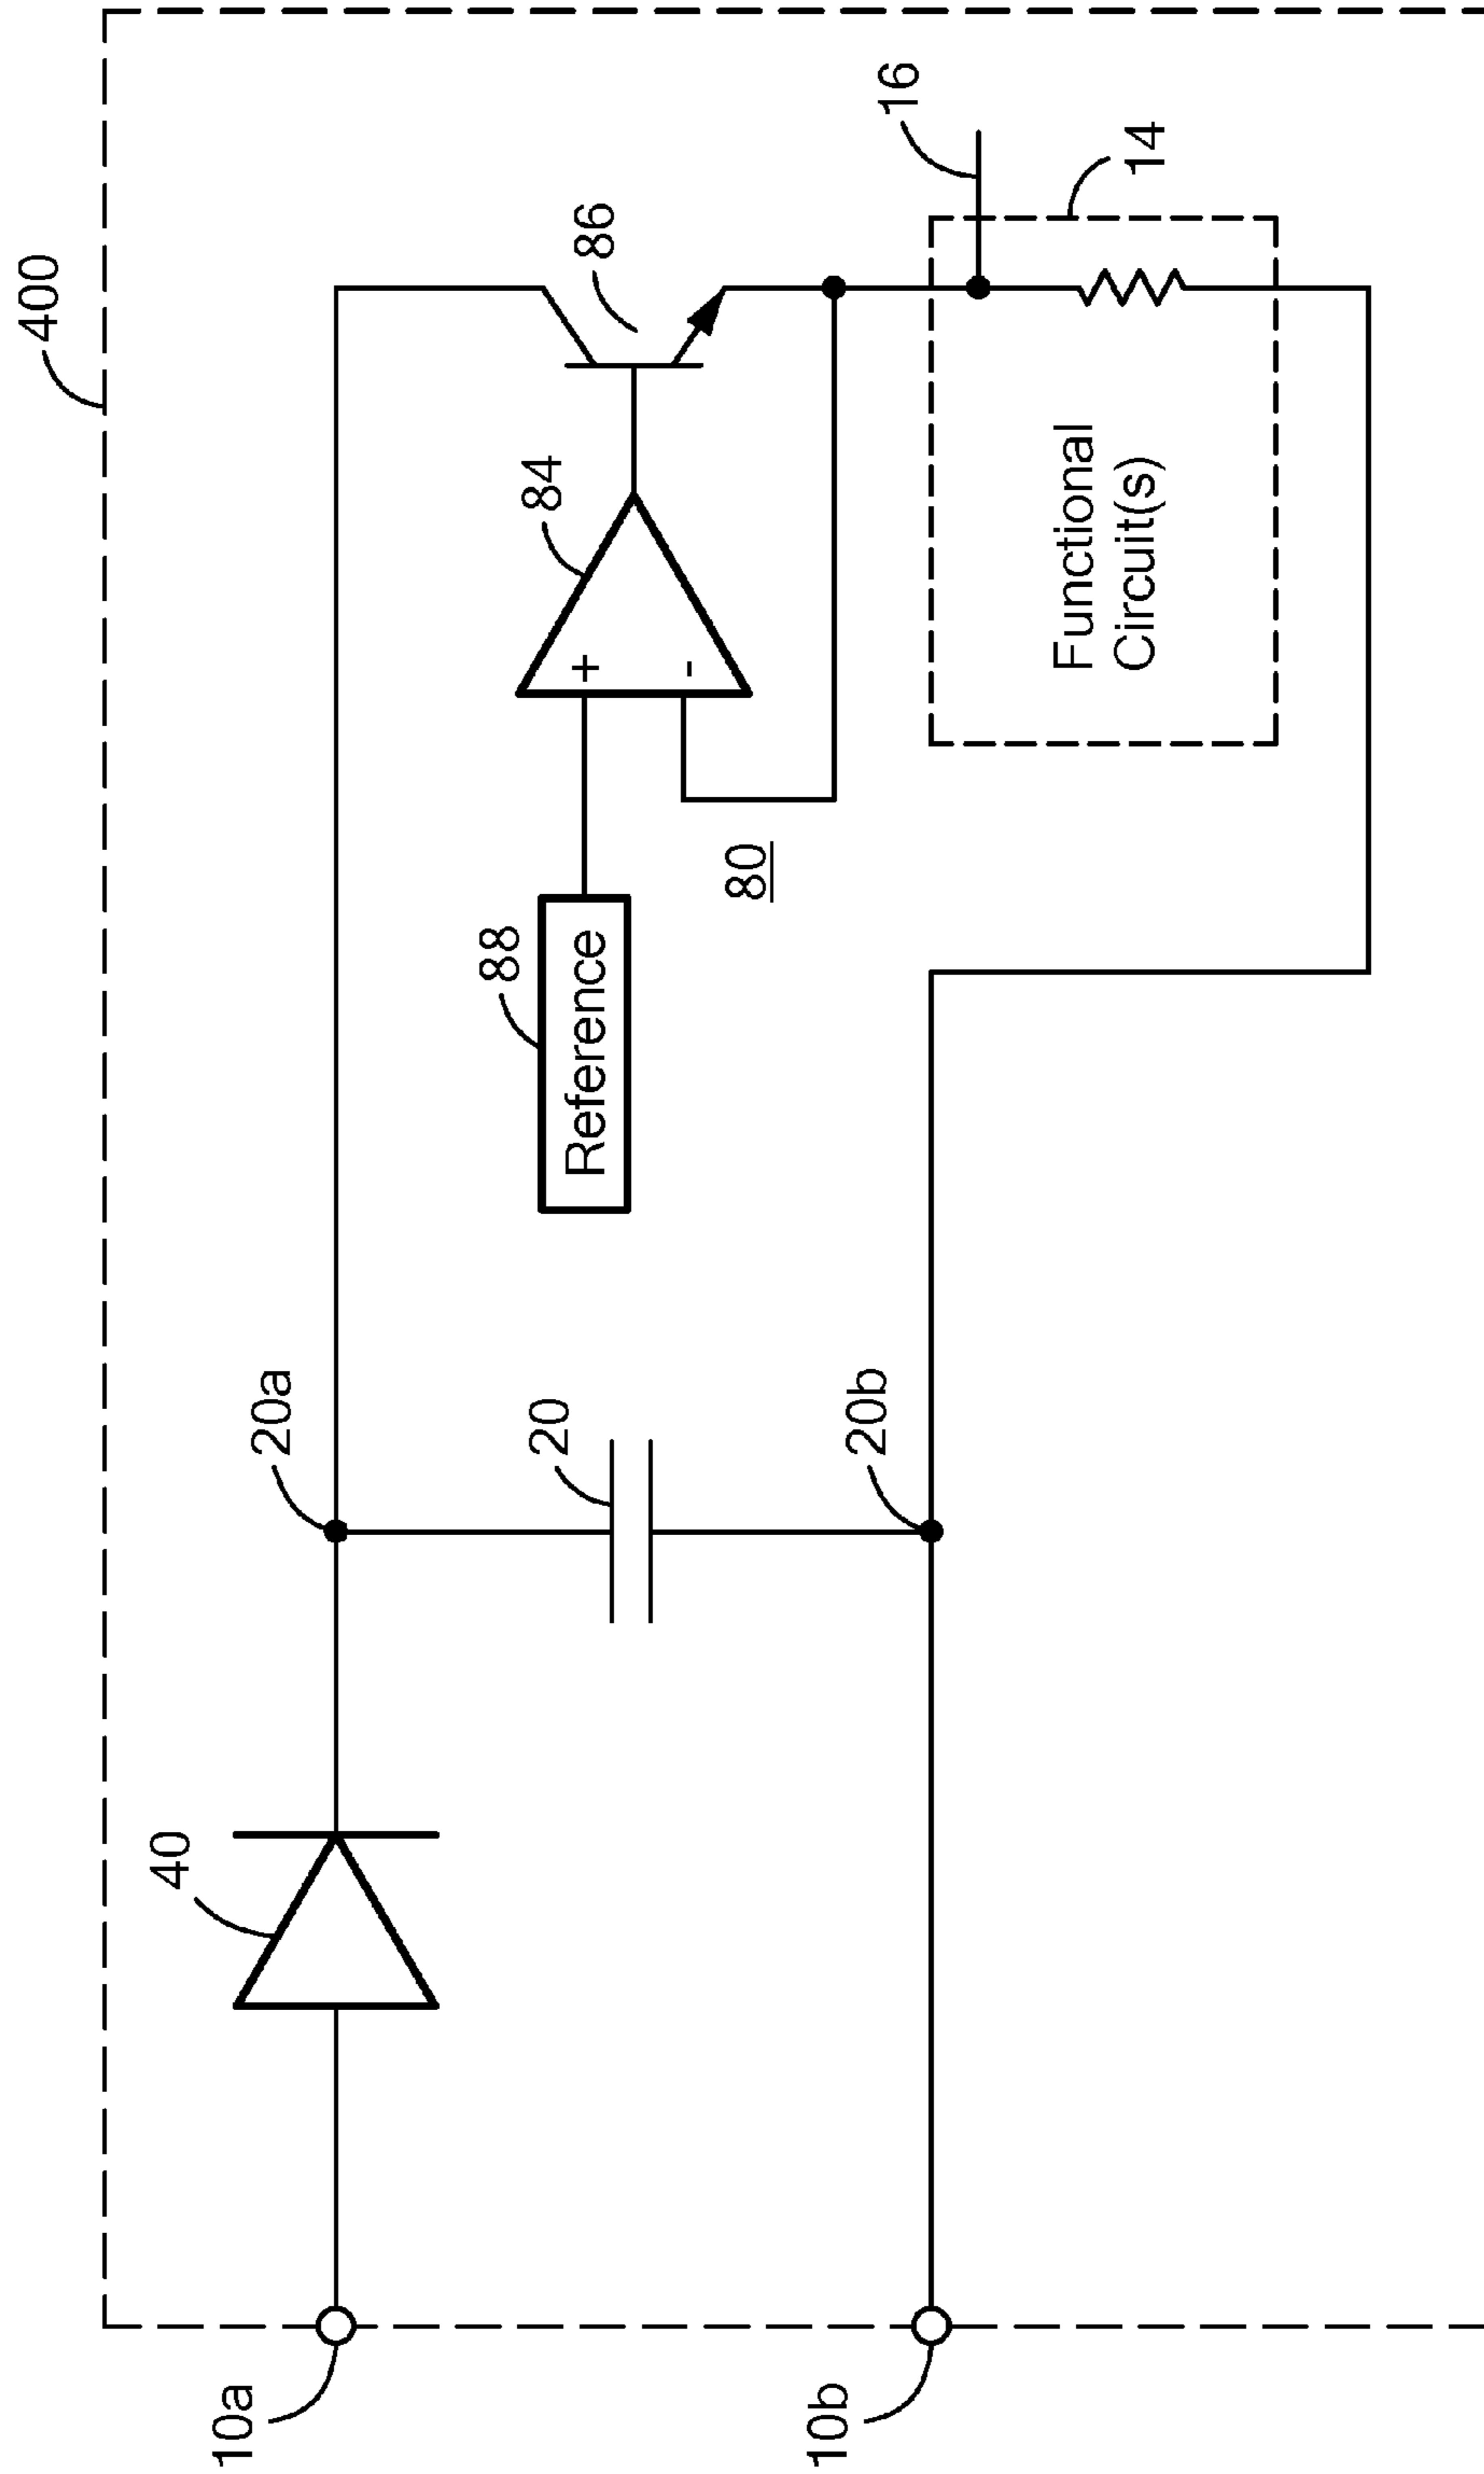 400
40
20a
88
Reference
84
86
16
20
80
14
Functional
Circuit(s)
+
-
20b
10a
10b